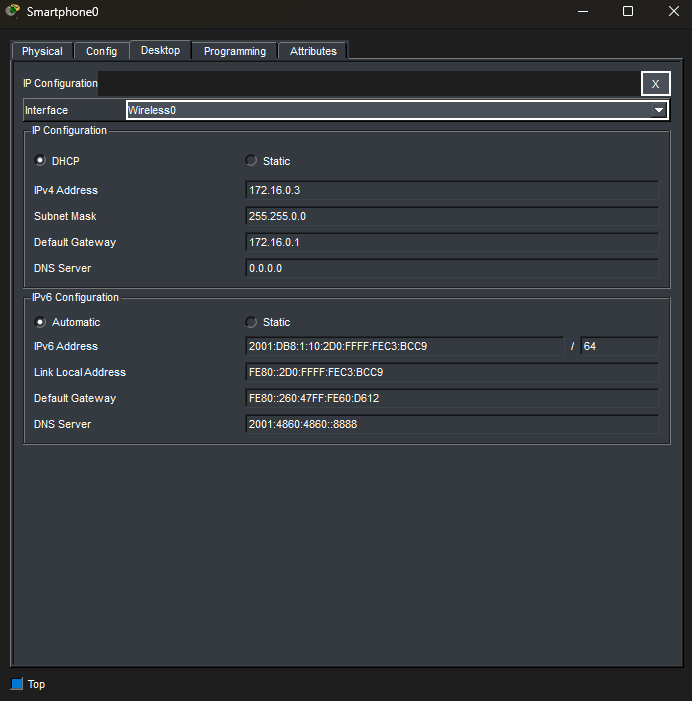 Smartphone0
Physical Config Desktop Programming Attributes
IP Configuration X
Interface Wireless0
IP Configuration
DHCP Static
IPv4 Address 172.16.0.3
Subnet Mask 255.255.0.0
Default Gateway 172.16.0.1
DNS Server 0.0.0.0
IPv6 Configuration
Automatic Static
IPv6 Address 2001:DB8:1:10:2D0:FFFF:FEC3:BCC9 / 64
Link Local Address FE80::2D0:FFFF:FEC3:BCC9
Default Gateway FE80::260:47FF:FE60:D612
DNS Server 2001:4860:4860::8888
Top